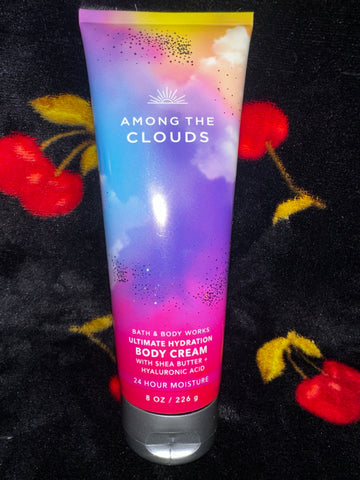 AMONG THE
CLOUDS
BATH & BODY WORKS
ULTIMATE HYDRATION
BODY CREAM
WITH SHEA BUTTER +
HYALURONIC ACID
24 HOUR MOISTURE
8 OZ / 226 g